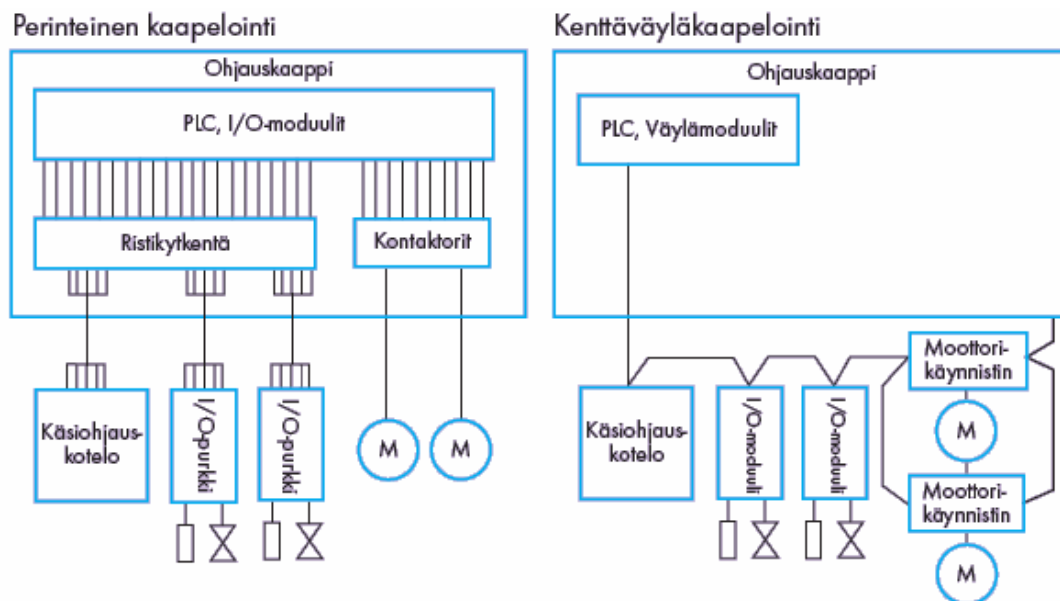 Perinteinen kaapelointi
Ohjauskaappi
PLC, I/O-moduulit
Ristikytkentä
Kontaktorit
Käsiohjaus-
kotelo
I/O-purkki
I/O-purkki
M
M
Kenttäväyläkaapelointi
Ohjauskaappi
PLC, Väylämoduulit
Käsiohjaus-
kotelo
I/O-moduuli
I/O-moduuli
Moottori-
käynnistin
M
Moottori-
käynnistin
M